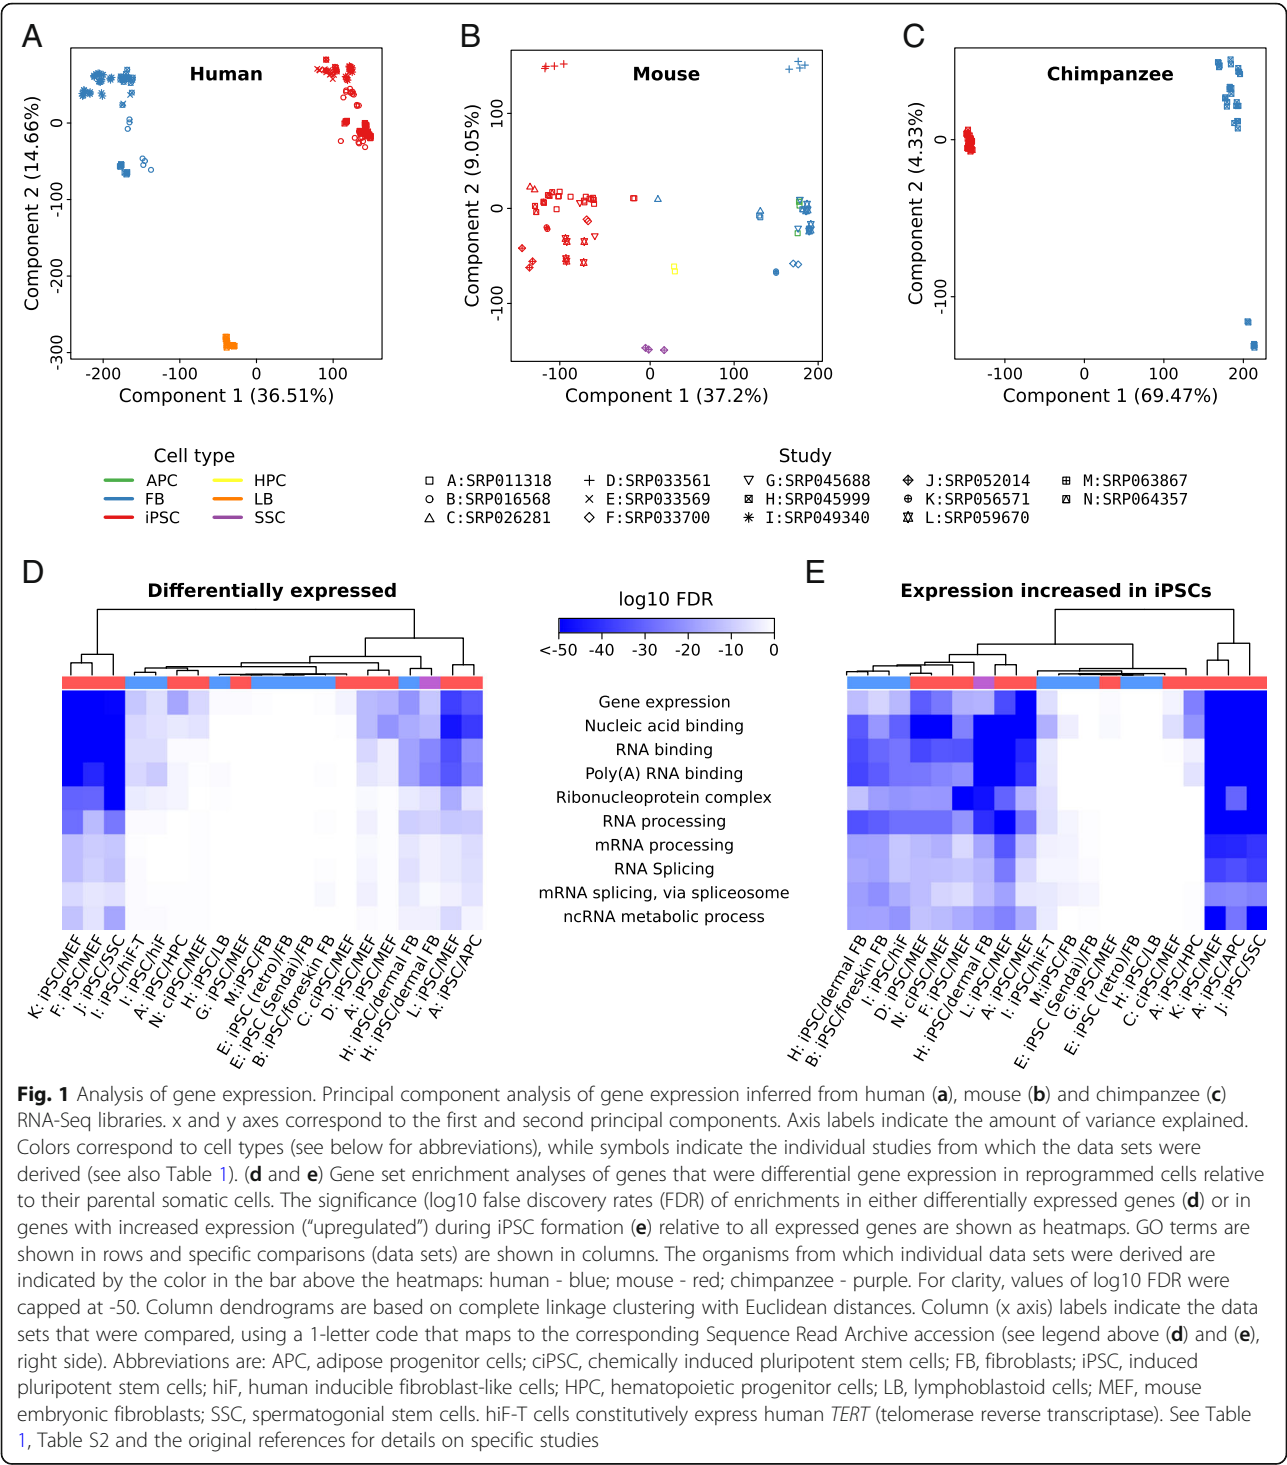 A
B
C
Human
Mouse
Chimpanzee
Component 2 (14.66%)
0
-100
-200
-300
-200
-100
0
100
Component 1 (36.51%)
Component 2 (9.05%)
100
0
-100
-100
0
100
200
Component 1 (37.2%)
Component 2 (4.33%)
0
-100
-100
0
100
200
Component 1 (69.47%)
Cell type
APC
HPC
FB
LB
iPSC
SSC
Study
A:SRP011318
D:SRP033561
G:SRP045688
J:SRP052014
M:SRP063867
B:SRP016568
E:SRP033569
H:SRP045999
K:SRP056571
N:SRP064357
C:SRP026281
F:SRP033700
I:SRP049340
L:SRP059670
D
E
Differentially expressed
log10 FDR
<-50 -40 -30 -20 -10 0
Expression increased in iPSCs
Gene expression
Nucleic acid binding
RNA binding
Poly(A) RNA binding
Ribonucleoprotein complex
RNA processing
mRNA processing
RNA Splicing
mRNA splicing, via spliceosome
ncRNA metabolic process
K: iPSC/MEF
F: iPSC/MEF
J: iPSC/SSC
I: iPSC/hiF-T
I: iPSC/hiF
A: iPSC/HPC
N: ciPSC/MEF
H: iPSC/LB
G: iPSC/MEF
M:iPSC/FB
E: iPSC (retro)/FB
E: iPSC (Sendai)/FB
B: iPSC/foreskin FB
C: ciPSC/MEF
D: iPSC/MEF
A: iPSC/MEF
H: iPSC/dermal FB
H: iPSC/dermal FB
L: iPSC/MEF
A: iPSC/APC
H: iPSC/dermal FB
B: iPSC/foreskin FB
I: iPSC/hiF
D: iPSC/MEF
N: ciPSC/MEF
F: iPSC/MEF
H: iPSC/dermal FB
L: iPSC/MEF
A: iPSC/MEF
I: iPSC/hiF-T
M: iPSC/FB
E: iPSC (Sendai)/FB
G: iPSC/MEF
E: iPSC (retro)/FB
H: iPSC/LB
C: ciPSC/MEF
A: iPSC/HPC
K: iPSC/MEF
A: iPSC/APC
J: iPSC/SSC
Fig. 1 Analysis of gene expression. Principal component analysis of gene expression inferred from human (a), mouse (b) and chimpanzee (c)
RNA-Seq libraries. x and y axes correspond to the first and second principal components. Axis labels indicate the amount of variance explained.
Colors correspond to cell types (see below for abbreviations), while symbols indicate the individual studies from which the data sets were
derived (see also Table 1). (d and e) Gene set enrichment analyses of genes that were differential gene expression in reprogrammed cells relative
to their parental somatic cells. The significance (log10 false discovery rates (FDR) of enrichments in either differentially expressed genes (d) or in
genes with increased expression (“upregulated”) during iPSC formation (e) relative to all expressed genes are shown as heatmaps. GO terms are
shown in rows and specific comparisons (data sets) are shown in columns. The organisms from which individual data sets were derived are
indicated by the color in the bar above the heatmaps: human - blue; mouse - red; chimpanzee - purple. For clarity, values of log10 FDR were
capped at -50. Column dendrograms are based on complete linkage clustering with Euclidean distances. Column (x axis) labels indicate the data
sets that were compared, using a 1-letter code that maps to the corresponding Sequence Read Archive accession (see legend above (d) and (e),
right side). Abbreviations are: APC, adipose progenitor cells; ciPSC, chemically induced pluripotent stem cells; FB, fibroblasts; iPSC, induced
pluripotent stem cells; hiF, human inducible fibroblast-like cells; HPC, hematopoietic progenitor cells; LB, lymphoblastoid cells; MEF, mouse
embryonic fibroblasts; SSC, spermatogonial stem cells. hiF-T cells constitutively express human TERT (telomerase reverse transcriptase). See Table
1, Table S2 and the original references for details on specific studies